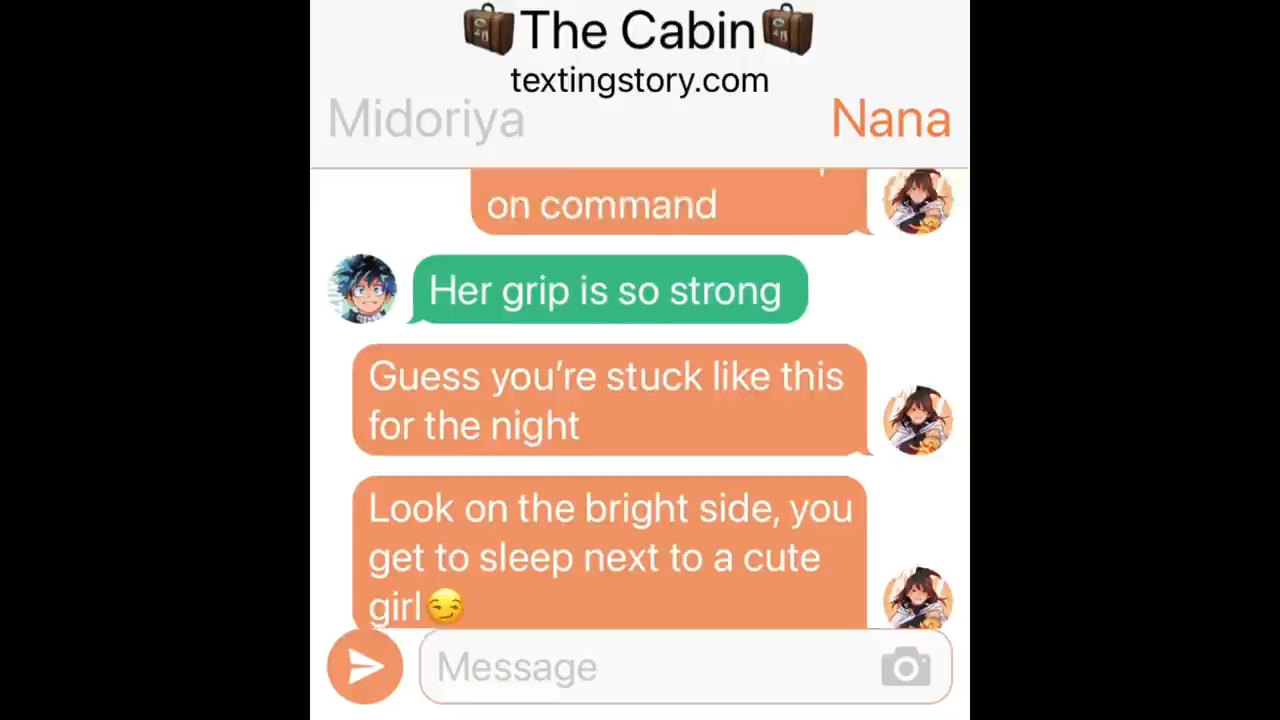 The Cabin
textingstory.com
Midoriya Nana
on command
Her grip is so strong
Guess you’re stuck like this
for the night
Look on the bright side, you
get to sleep next to a cute
girl😏
Message